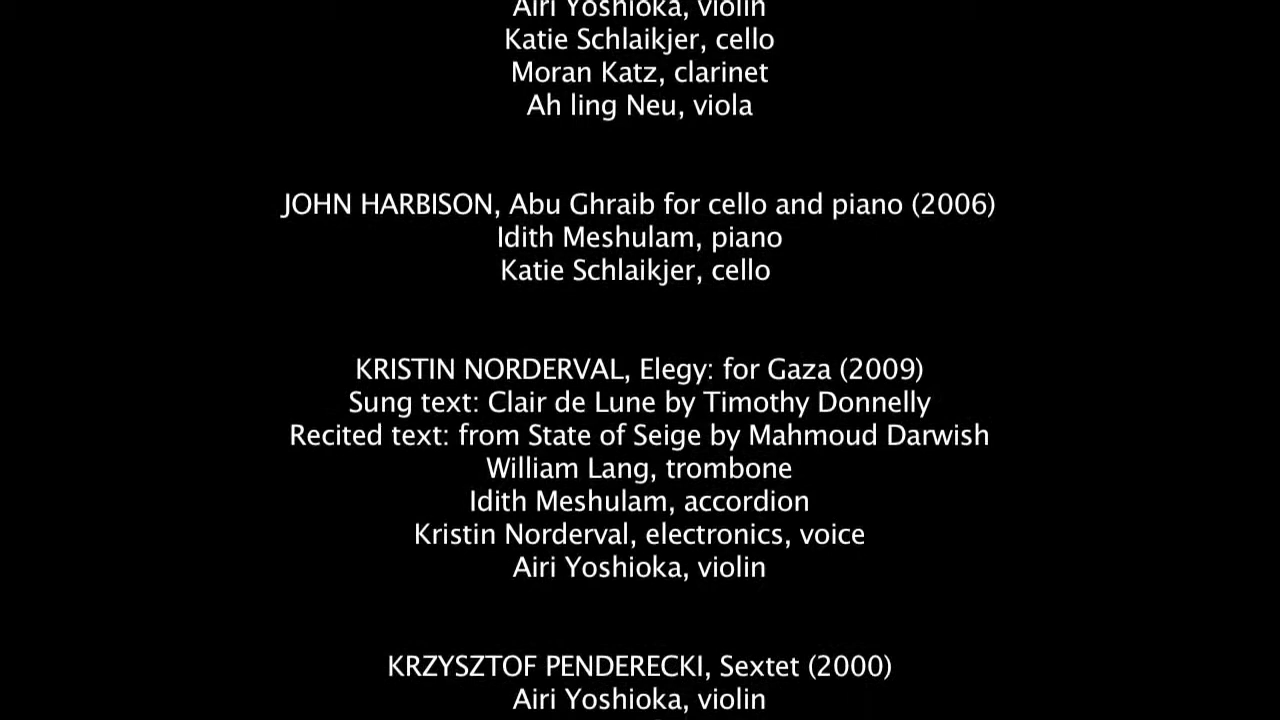 Airi Yoshioka, violin
Katie Schlaikjer, cello
Moran Katz, clarinet
Ah ling Neu, viola
JOHN HARBISON, Abu Ghraib for cello and piano (2006)
Idith Meshulam, piano
Katie Schlaikjer, cello
KRISTIN NORDERVAL, Elegy: for Gaza (2009)
Sung text: Clair de Lune by Timothy Donnelly
Recited text: from State of Seige by Mahmoud Darwish
William Lang, trombone
Idith Meshulam, accordion
Kristin Norderval, electronics, voice
Airi Yoshioka, violin
KRZYSZTOF PENDERECKI, Sextet (2000)
Airi Yoshioka, violin